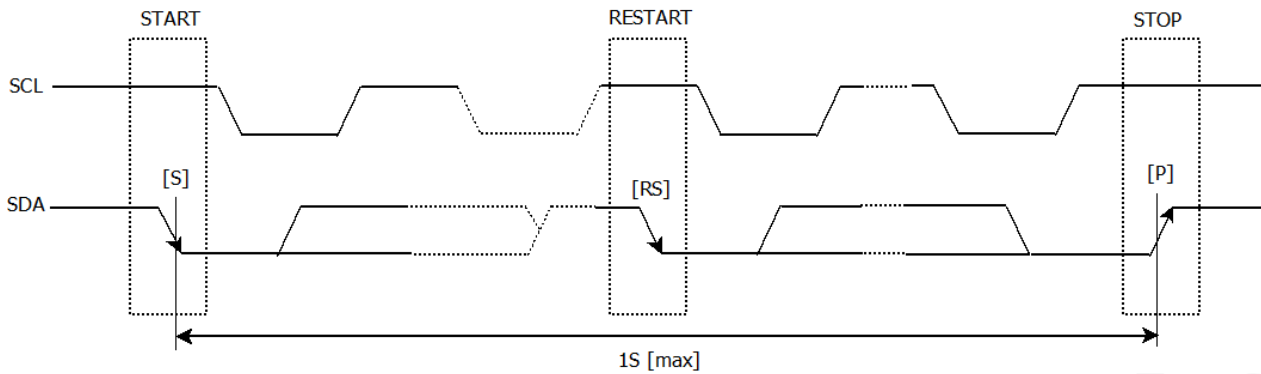 START
RESTART
STOP
SCL
[S]
[RS]
[P]
SDA
1S [max]